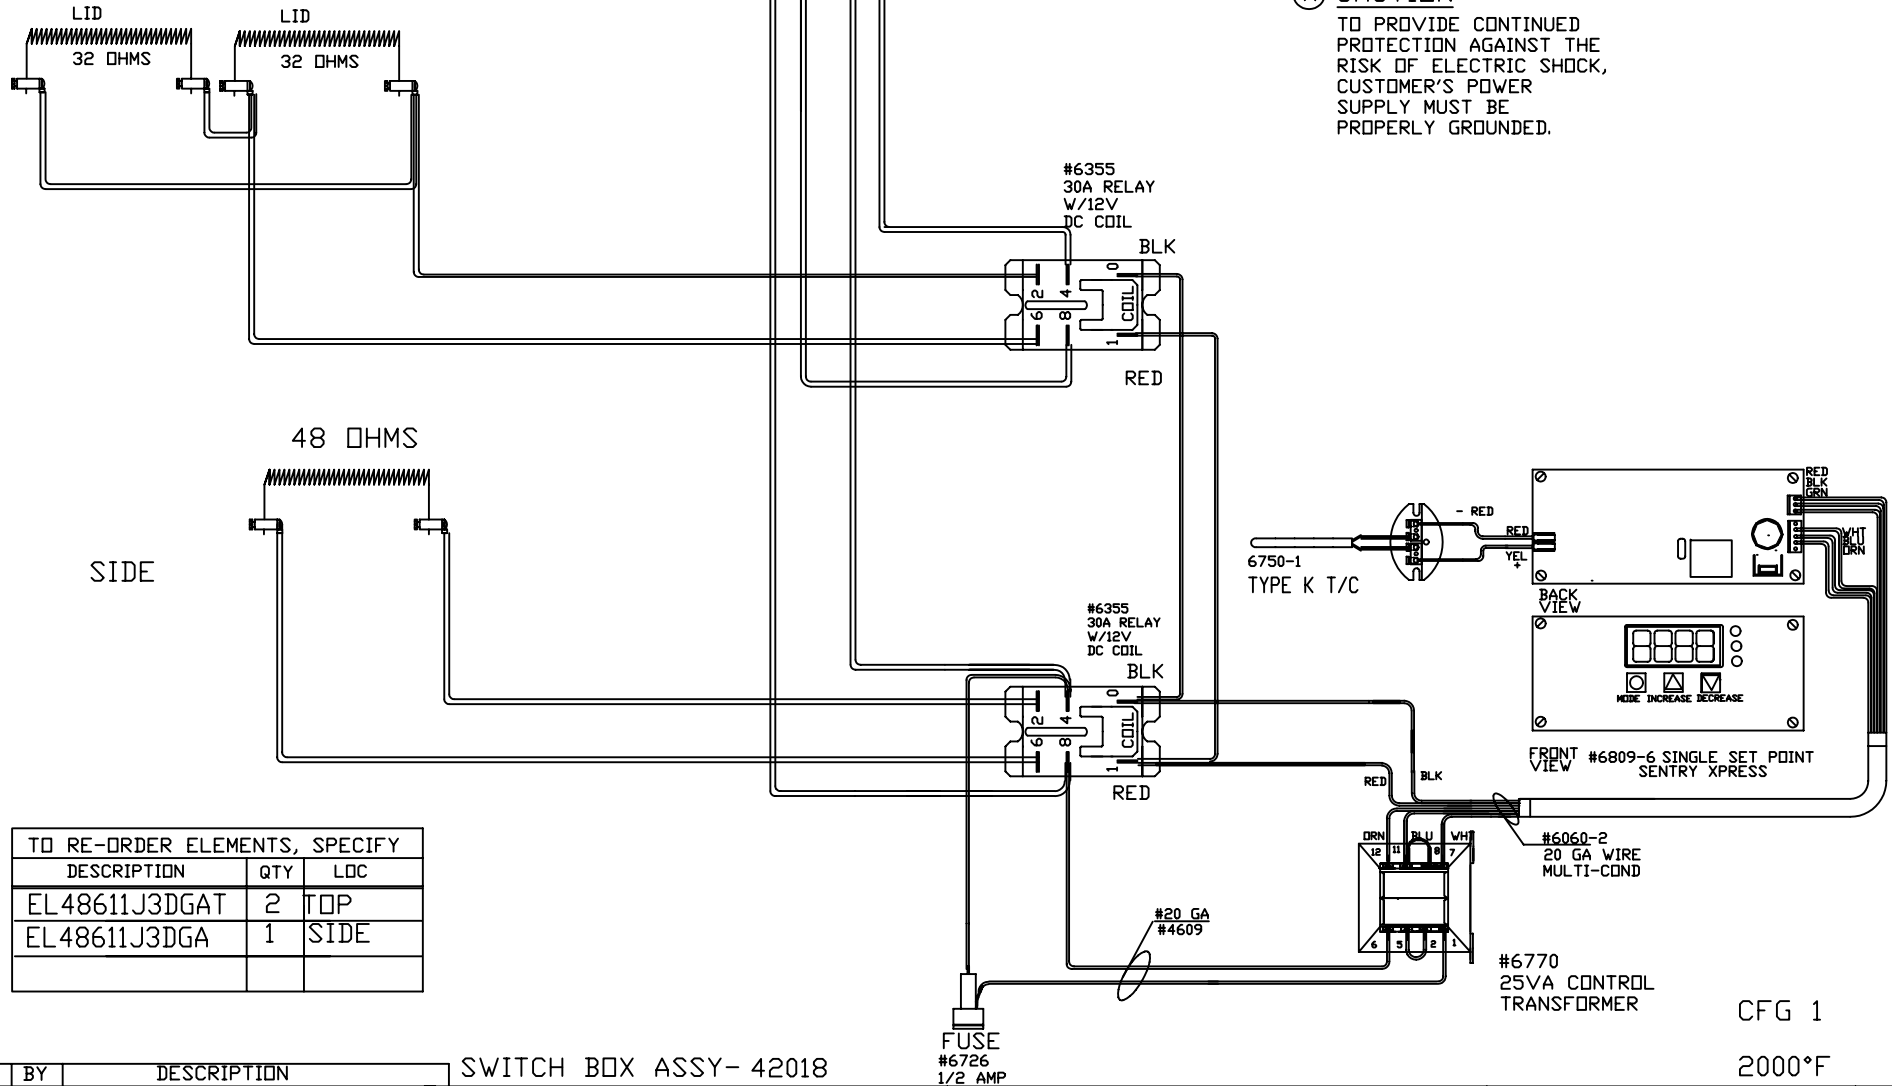 LID
LID
32 OHMS
32 OHMS
TO PROVIDE CONTINUED
PROTECTION AGAINST THE
RISK OF ELECTRIC SHOCK,
CUSTOMER'S POWER
SUPPLY MUST BE
PROPERLY GROUNDED.
#6355
30A RELAY
W/12V
DC COIL
BLK
2 4 0
6 8 COIL
1
RED
48 OHMS
SIDE
- RED
RED
YEL
+
6750-1
TYPE K T/C
RED
BLK
GRN
WHT
BLU
ORN
BACK
VIEW
#6355
30A RELAY
W/12V
DC COIL
BLK
2 4 0
6 8 COIL
1
RED
MODE INCREASE DECREASE
FRONT
VIEW
#6809-6 SINGLE SET POINT
SENTRY XPRESS
RED
BLK
ORN BLU WHT
12 11 8 7
6 5 2 1
#6060-2
20 GA WIRE
MULTI-COND
#20 GA
#4609
#6770
25VA CONTROL
TRANSFORMER
TO RE-ORDER ELEMENTS, SPECIFY
DESCRIPTION QTY LOC
EL48611J3DGAT 2 TOP
EL48611J3DGA 1 SIDE
FUSE
#6726
1/2 AMP
CFG 1
2000°F
BY DESCRIPTION
SWITCH BOX ASSY- 42018